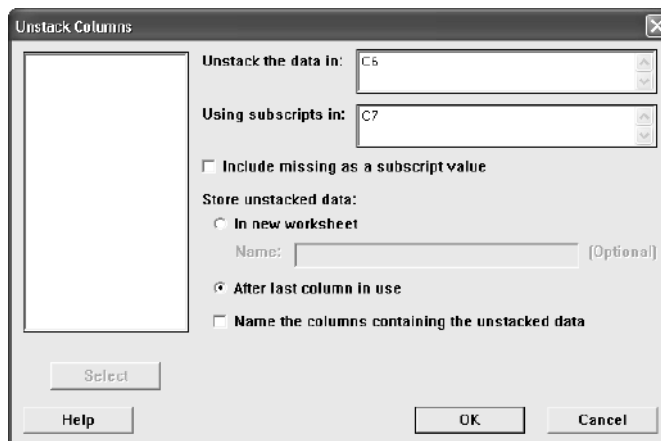 Unstack Columns
Unstack the data in: C6
Using subscripts in: C7
Include missing as a subscript value
Store unstacked data:
In new worksheet
Name: (Optional)
After last column in use
Name the columns containing the unstacked data
Select
Help OK Cancel